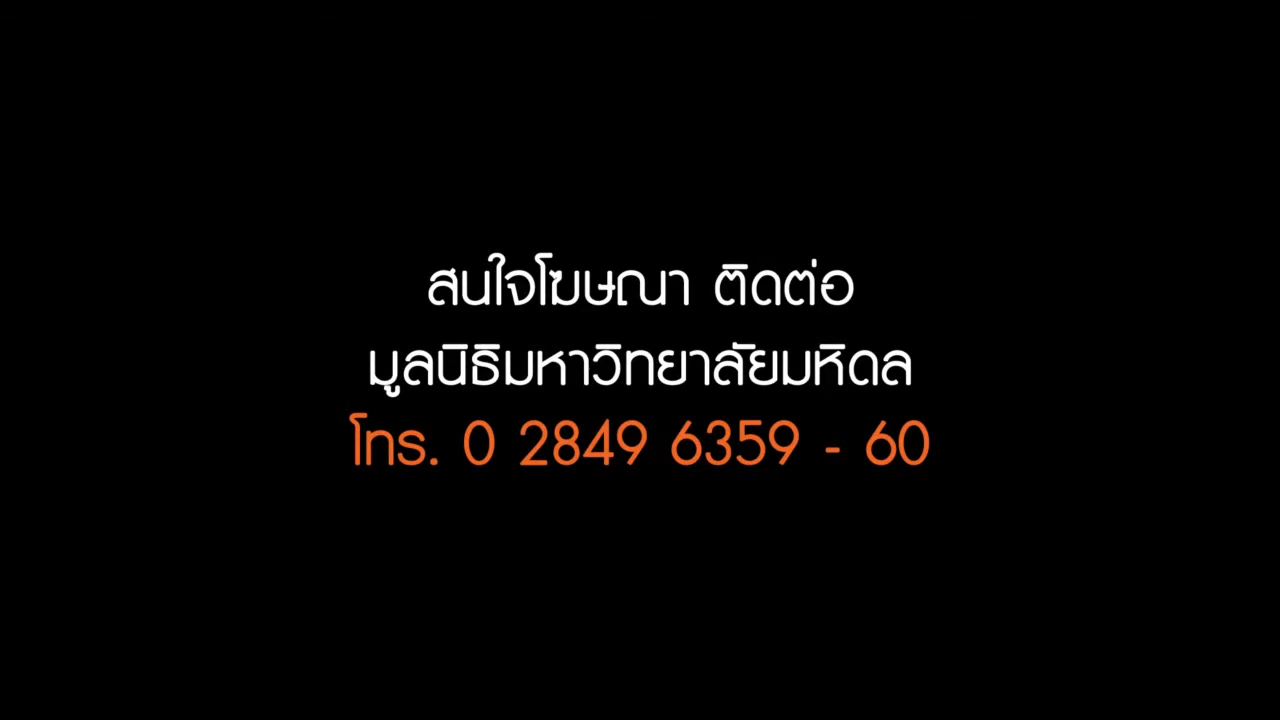 สนใจโฆษณา ติดต่อ
มูลนิธิมหาวิทยาลัยมหิดล
โทร. 0 2849 6359 - 60